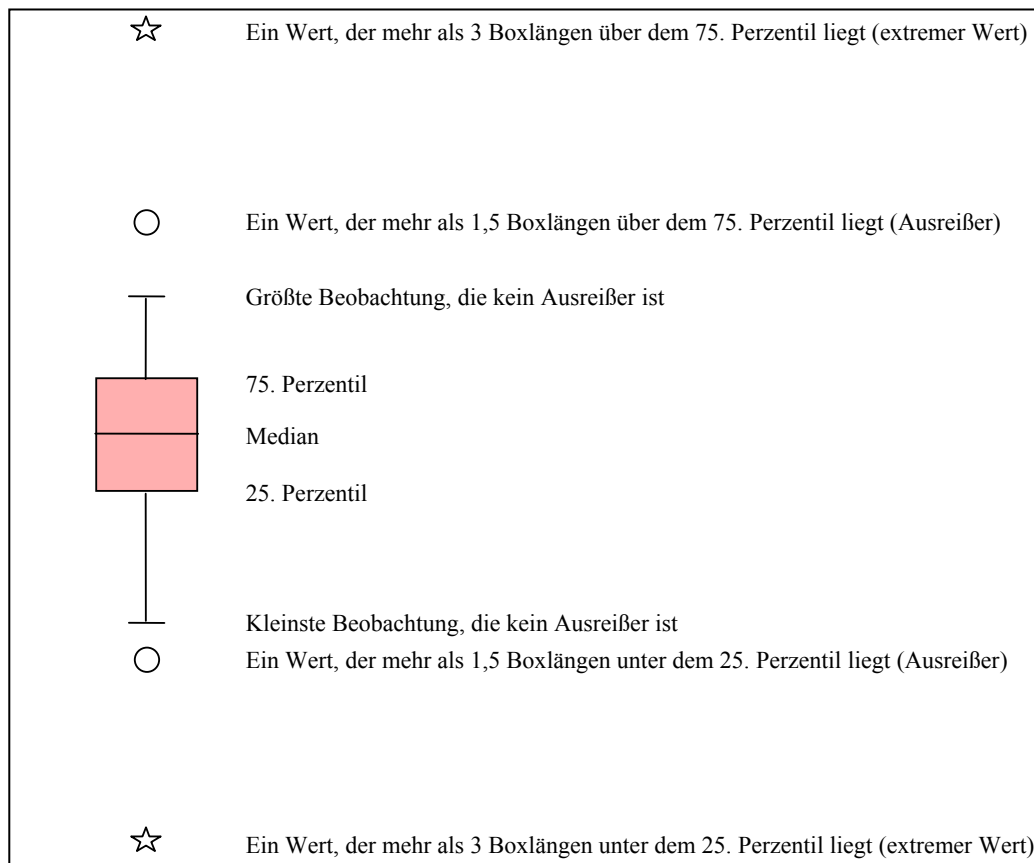 Ein Wert, der mehr als 3 Boxlängen über dem 75. Perzentil liegt (extremer Wert)
Ein Wert, der mehr als 1,5 Boxlängen über dem 75. Perzentil liegt (Ausreißer)
Größte Beobachtung, die kein Ausreißer ist
75. Perzentil
Median
25. Perzentil
Kleinste Beobachtung, die kein Ausreißer ist
Ein Wert, der mehr als 1,5 Boxlängen unter dem 25. Perzentil liegt (Ausreißer)
Ein Wert, der mehr als 3 Boxlängen unter dem 25. Perzentil liegt (extremer Wert)